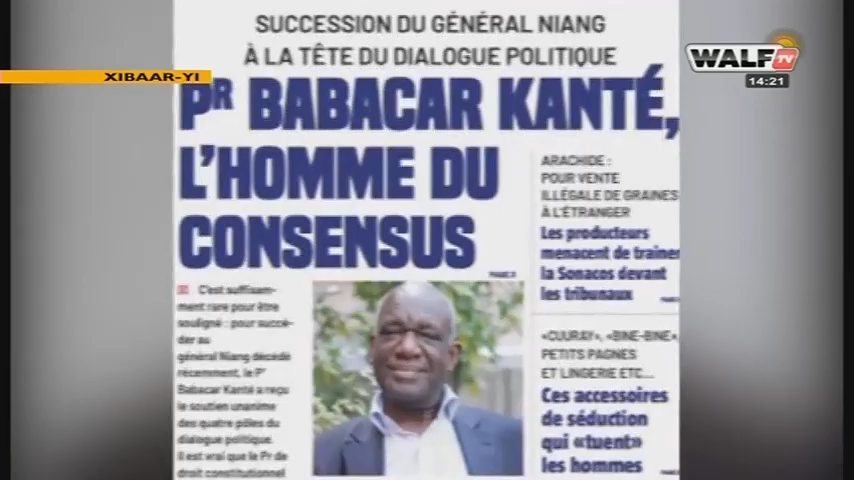 SUCCESSION DU GÉNÉRAL NIANG
À LA TÊTE DU DIALOGUE POLITIQUE
PR BABACAR KANTÉ,
L'HOMME DU
CONSENSUS
C'est suffisam-
ment rare pour être
souligné : pour succé-
der au
général Niang décédé
récemment, le Pr
Babacar Kanté a reçu
le soutien unanime
des quatre pôles du
dialogue politique.
Il est vrai que le Pr de
droit constitutionnel
ARACHIDE :
POUR VENTE
ILLÉGALE DE GRAINES
À L'ÉTRANGER
Les producteurs
menacent de trainer
la Sonacos devant
les tribunaux
«CUURAY», «BINE-BINE»,
PETITS PAGNES
ET LINGERIE ETC...
Ces accessoires
de séduction
qui «tuent»
les hommes
XIBAAR-YI
WALF TV
14:21